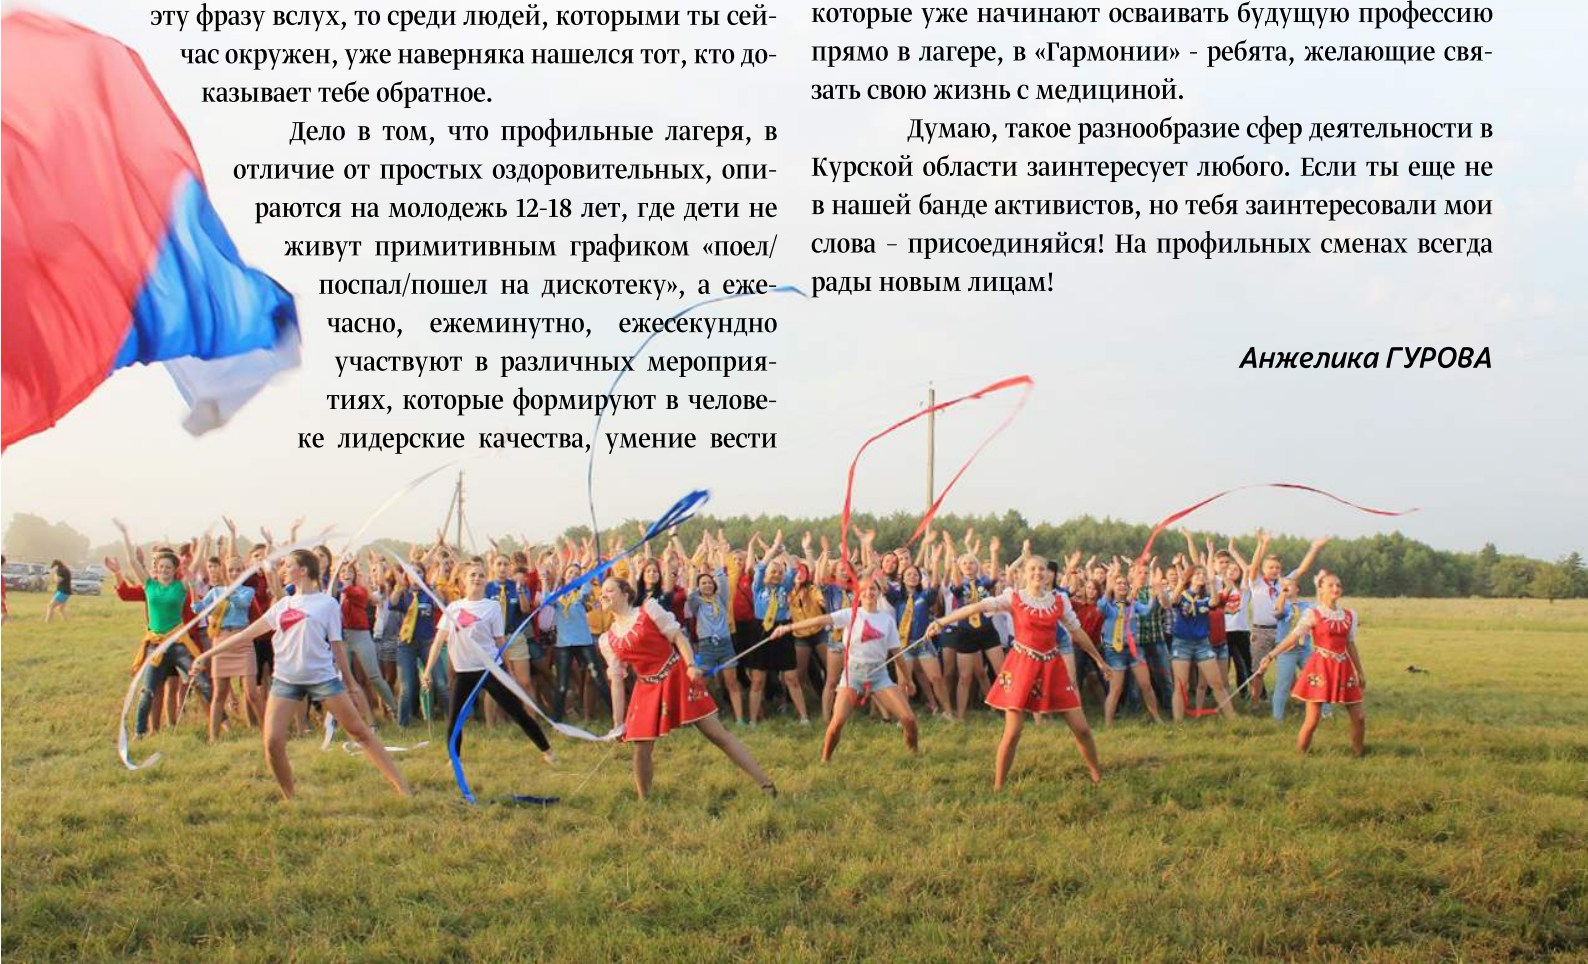 эту фразу вслух, то среди людей, которыми ты сей-
час окружен, уже наверняка нашелся тот, кто до-
казывает тебе обратное.
Дело в том, что профильные лагеря, в
отличие от простых оздоровительных, опи-
раются на молодежь 12-18 лет, где дети не
живут примитивным графиком «поел/
поспал/пошел на дискотеку», а еже-
часно, ежеминутно, ежесекундно
участвуют в различных мероприя-
тиях, которые формируют в челове-
ке лидерские качества, умение вести
которые уже начинают осваивать будущую профессию
прямо в лагере, в «Гармонии» - ребята, желающие свя-
зать свою жизнь с медициной.
Думаю, такое разнообразие сфер деятельности в
Курской области заинтересует любого. Если ты еще не
в нашей банде активистов, но тебя заинтересовали мои
слова – присоединяйся! На профильных сменах всегда
рады новым лицам!
Анжелика ГУРОВА